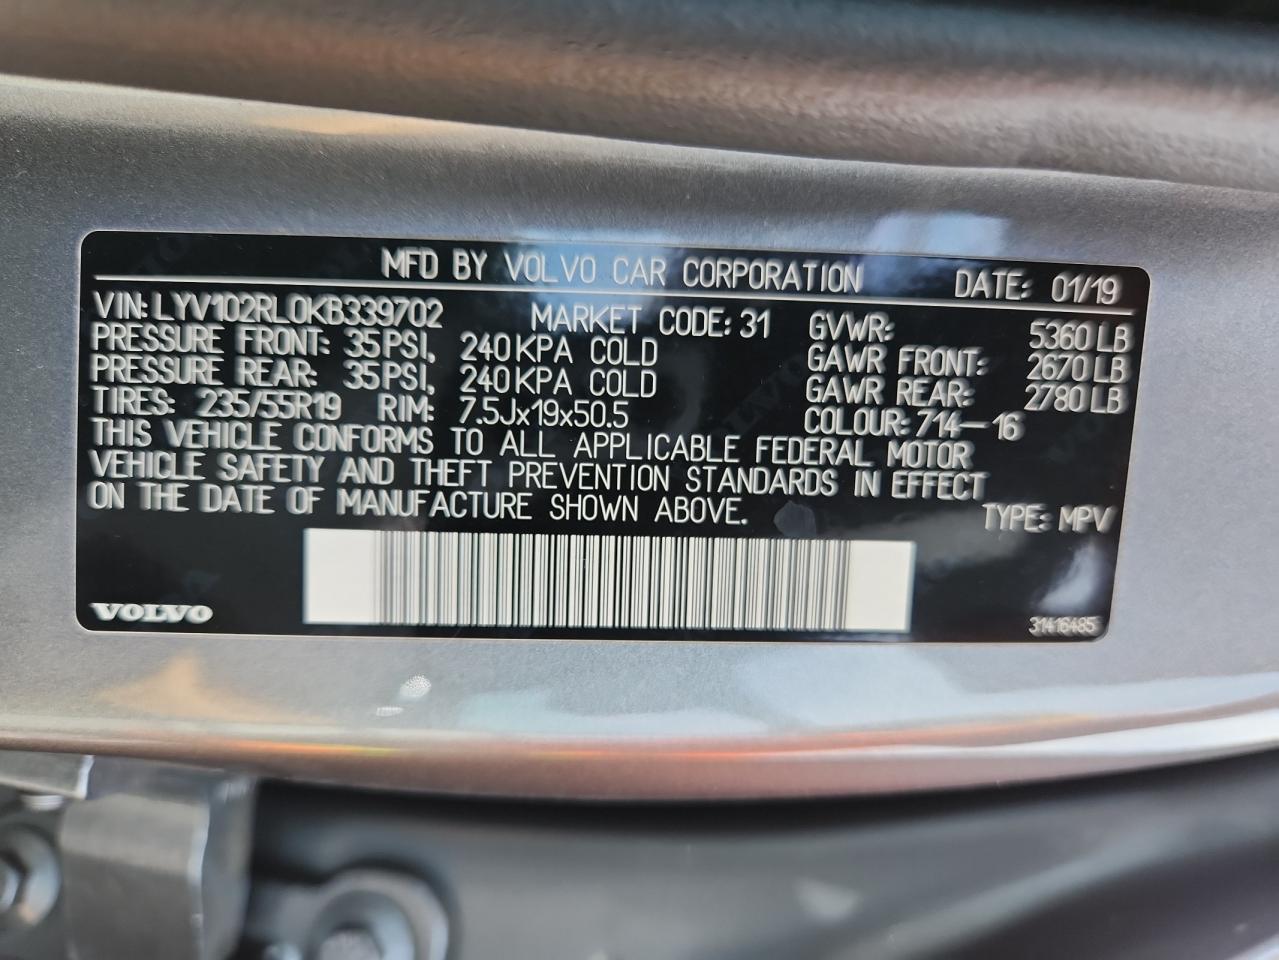 MFD BY VOLVO CAR CORPORATION DATE: 01/19
VIN: LYV102RL0KB339702 MARKET CODE: 31 GVWR: 5360 LB
PRESSURE FRONT: 35 PSI, 240 KPA COLD GAWR FRONT: 2670 LB
PRESSURE REAR: 35 PSI, 240 KPA COLD GAWR REAR: 2780 LB
TIRES: 235/55R19 RIM: 7.5Jx19x50.5 COLOUR: 714-16
THIS VEHICLE CONFORMS TO ALL APPLICABLE FEDERAL MOTOR
VEHICLE SAFETY AND THEFT PREVENTION STANDARDS IN EFFECT
ON THE DATE OF MANUFACTURE SHOWN ABOVE. TYPE: MPV
VOLVO 31416485